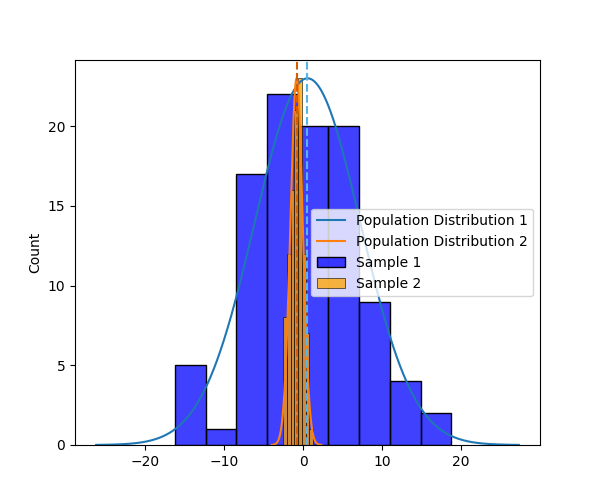 Count
20
15
10
5
0
Population Distribution 1
Population Distribution 2
Sample 1
Sample 2
−20 −10 0 10 20